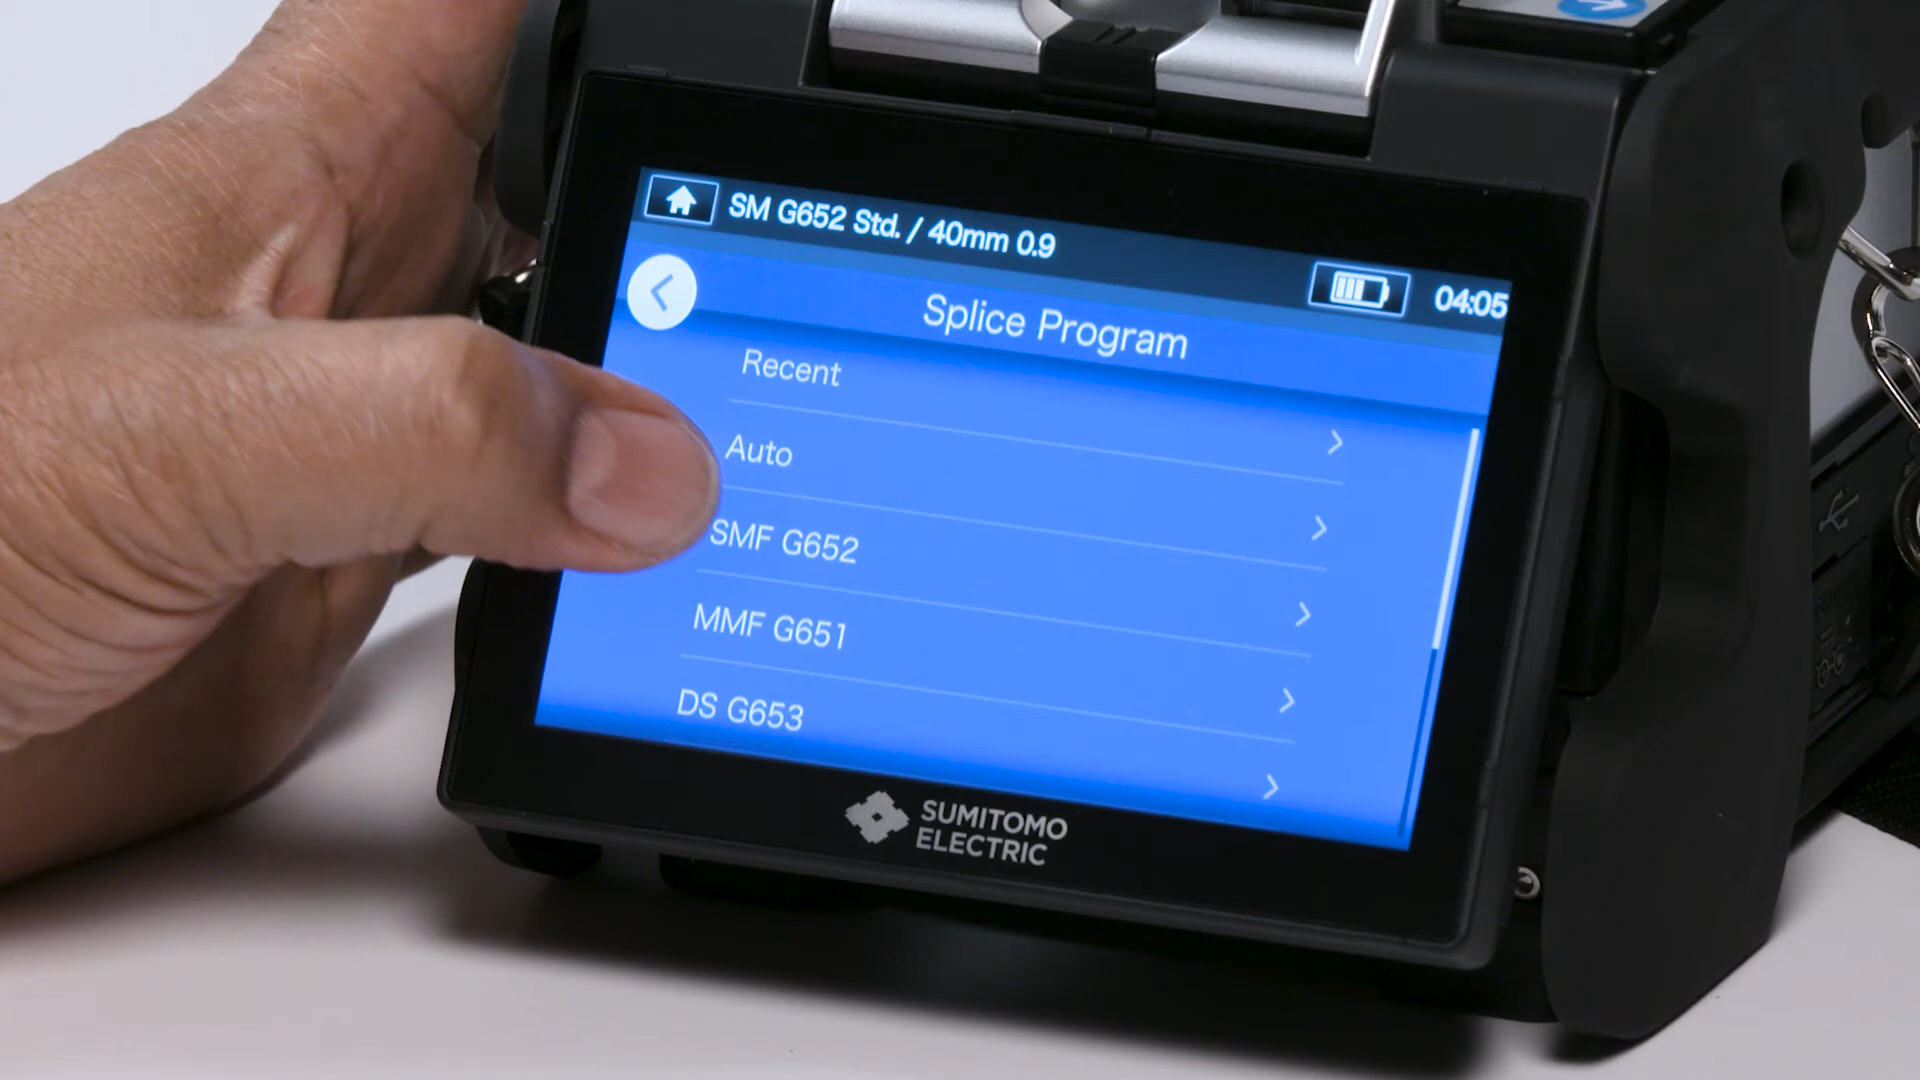 SM G652 Std. / 40mm 0.9
04:05
Splice Program
Recent
Auto
SMF G652
MMF G651
DS G653
SUMITOMO
ELECTRIC